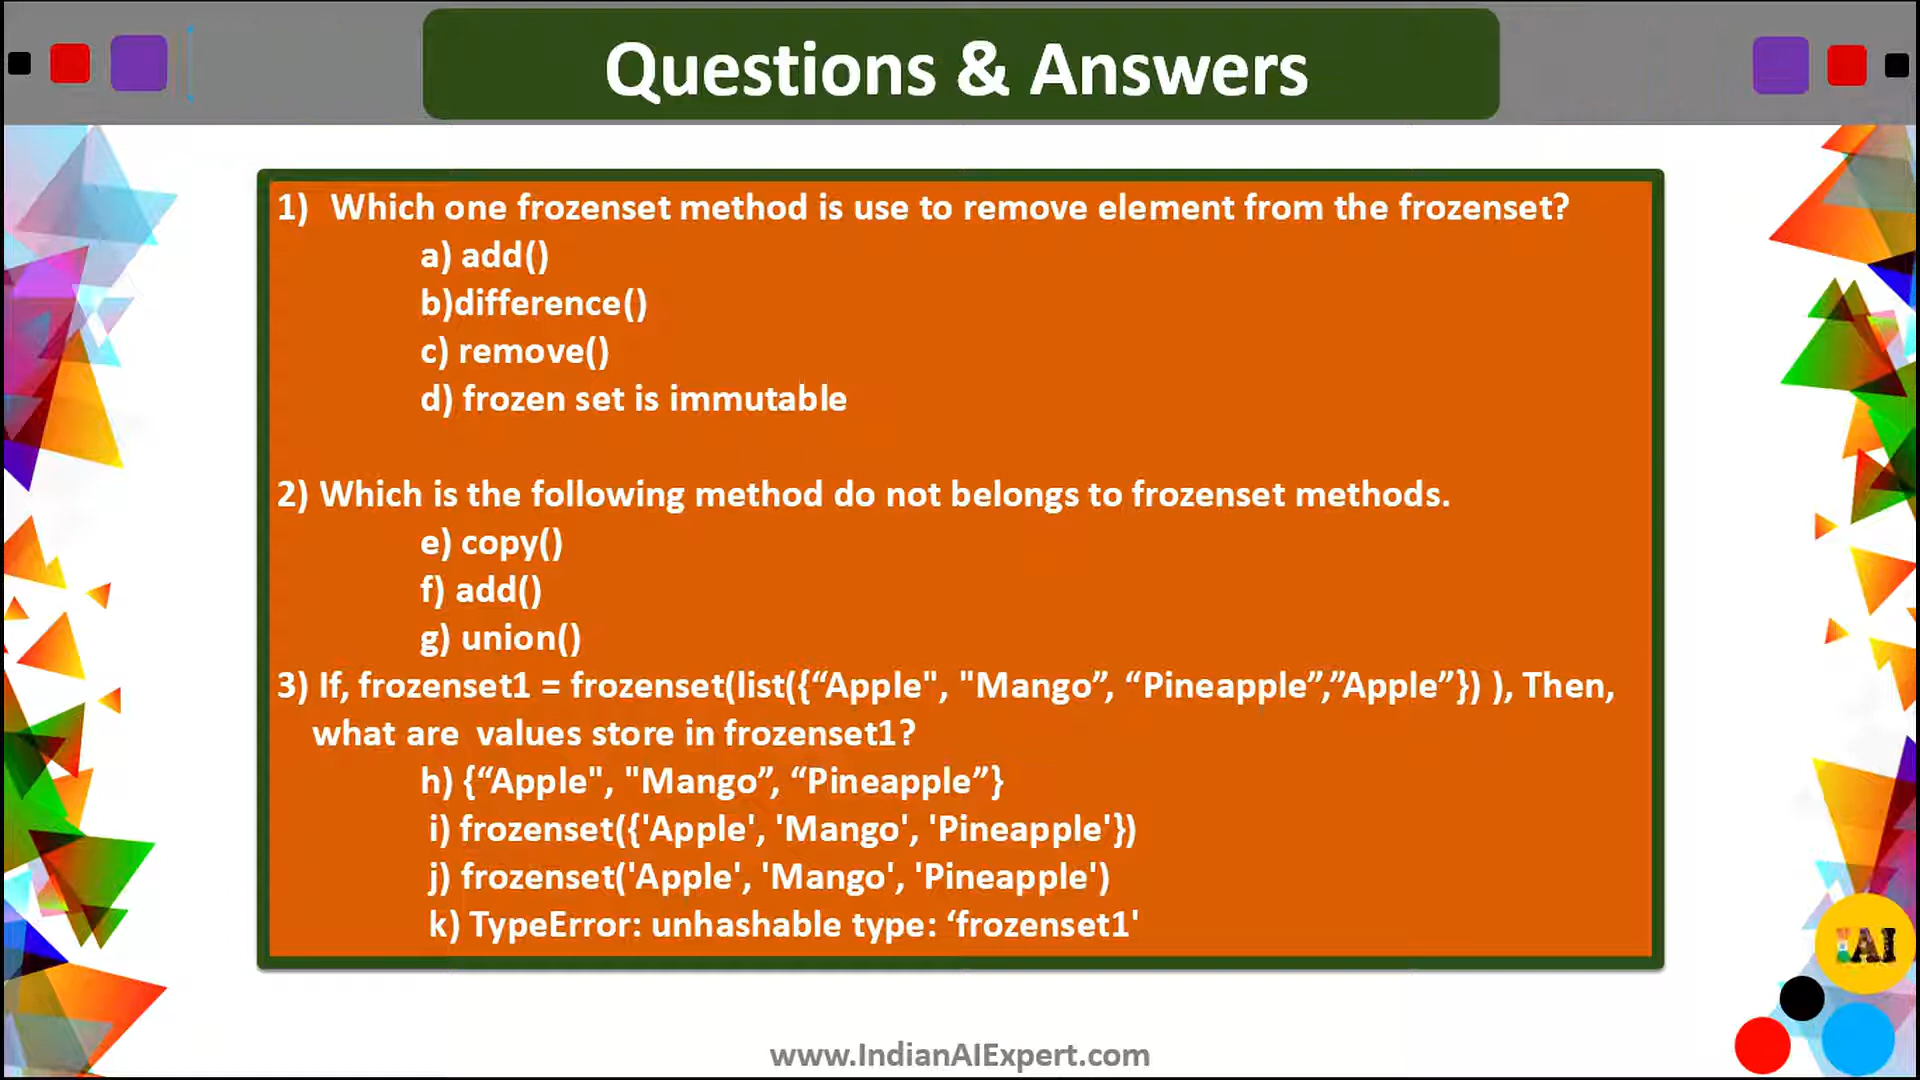 Questions & Answers
1) Which one frozenset method is use to remove element from the frozenset?
a) add()
b)difference()
c) remove()
d) frozen set is immutable
2) Which is the following method do not belongs to frozenset methods.
e) copy()
f) add()
g) union()
3) If, frozenset1 = frozenset(list({“Apple", "Mango”, “Pineapple”,”Apple”}) ), Then,
what are values store in frozenset1?
h) {“Apple", "Mango”, “Pineapple”}
i) frozenset({'Apple', 'Mango', 'Pineapple'})
j) frozenset('Apple', 'Mango', 'Pineapple')
k) TypeError: unhashable type: ‘frozenset1'
IAI
www.IndianAIExpert.com